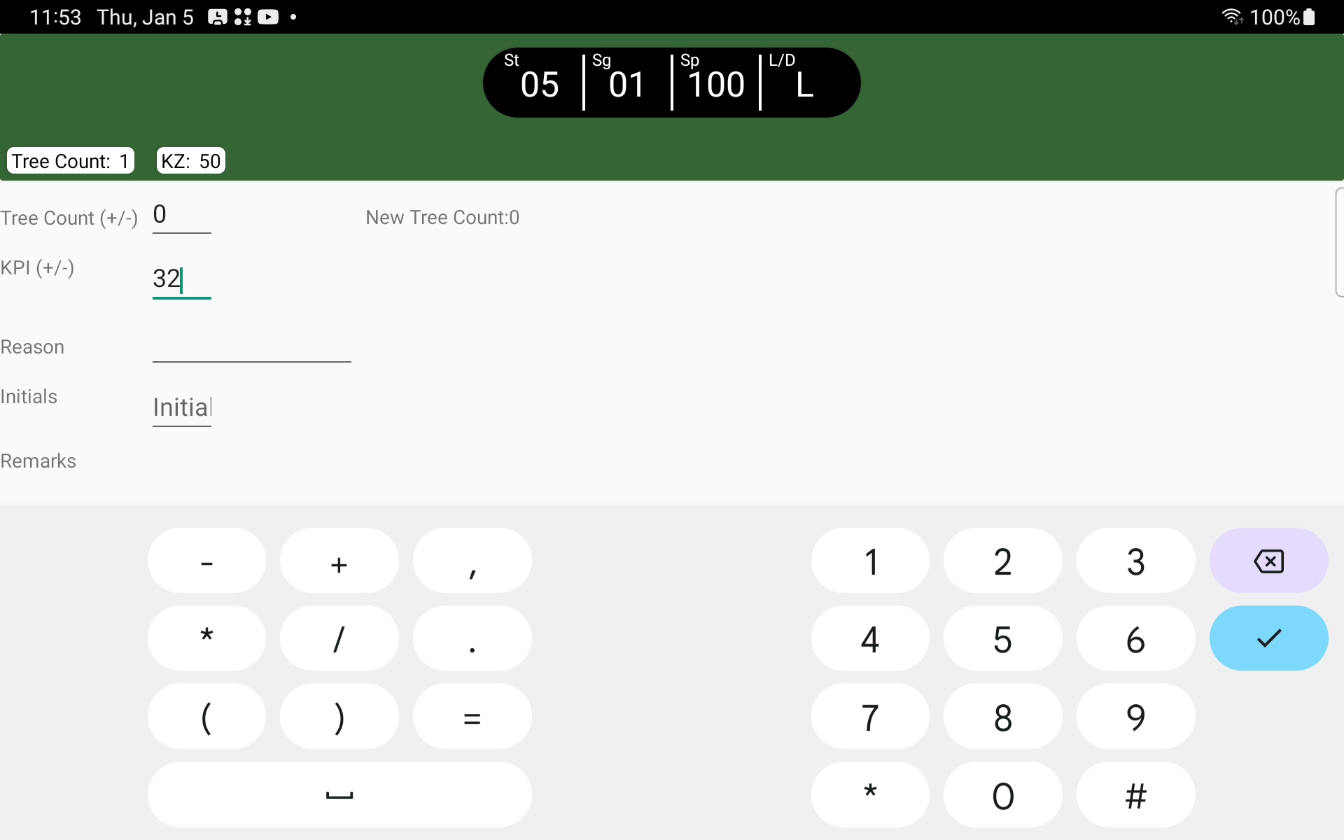 11:53 Thu, Jan 5 100%
St 05 Sg 01 Sp 100 L/D L
Tree Count: 1 KZ: 50
Tree Count (+/-) 0 New Tree Count:0
KPI (+/-) 32
Reason
Initials Initial
Remarks
- + , 1 2 3
* / . 4 5 6
( ) = 7 8 9
* 0 #